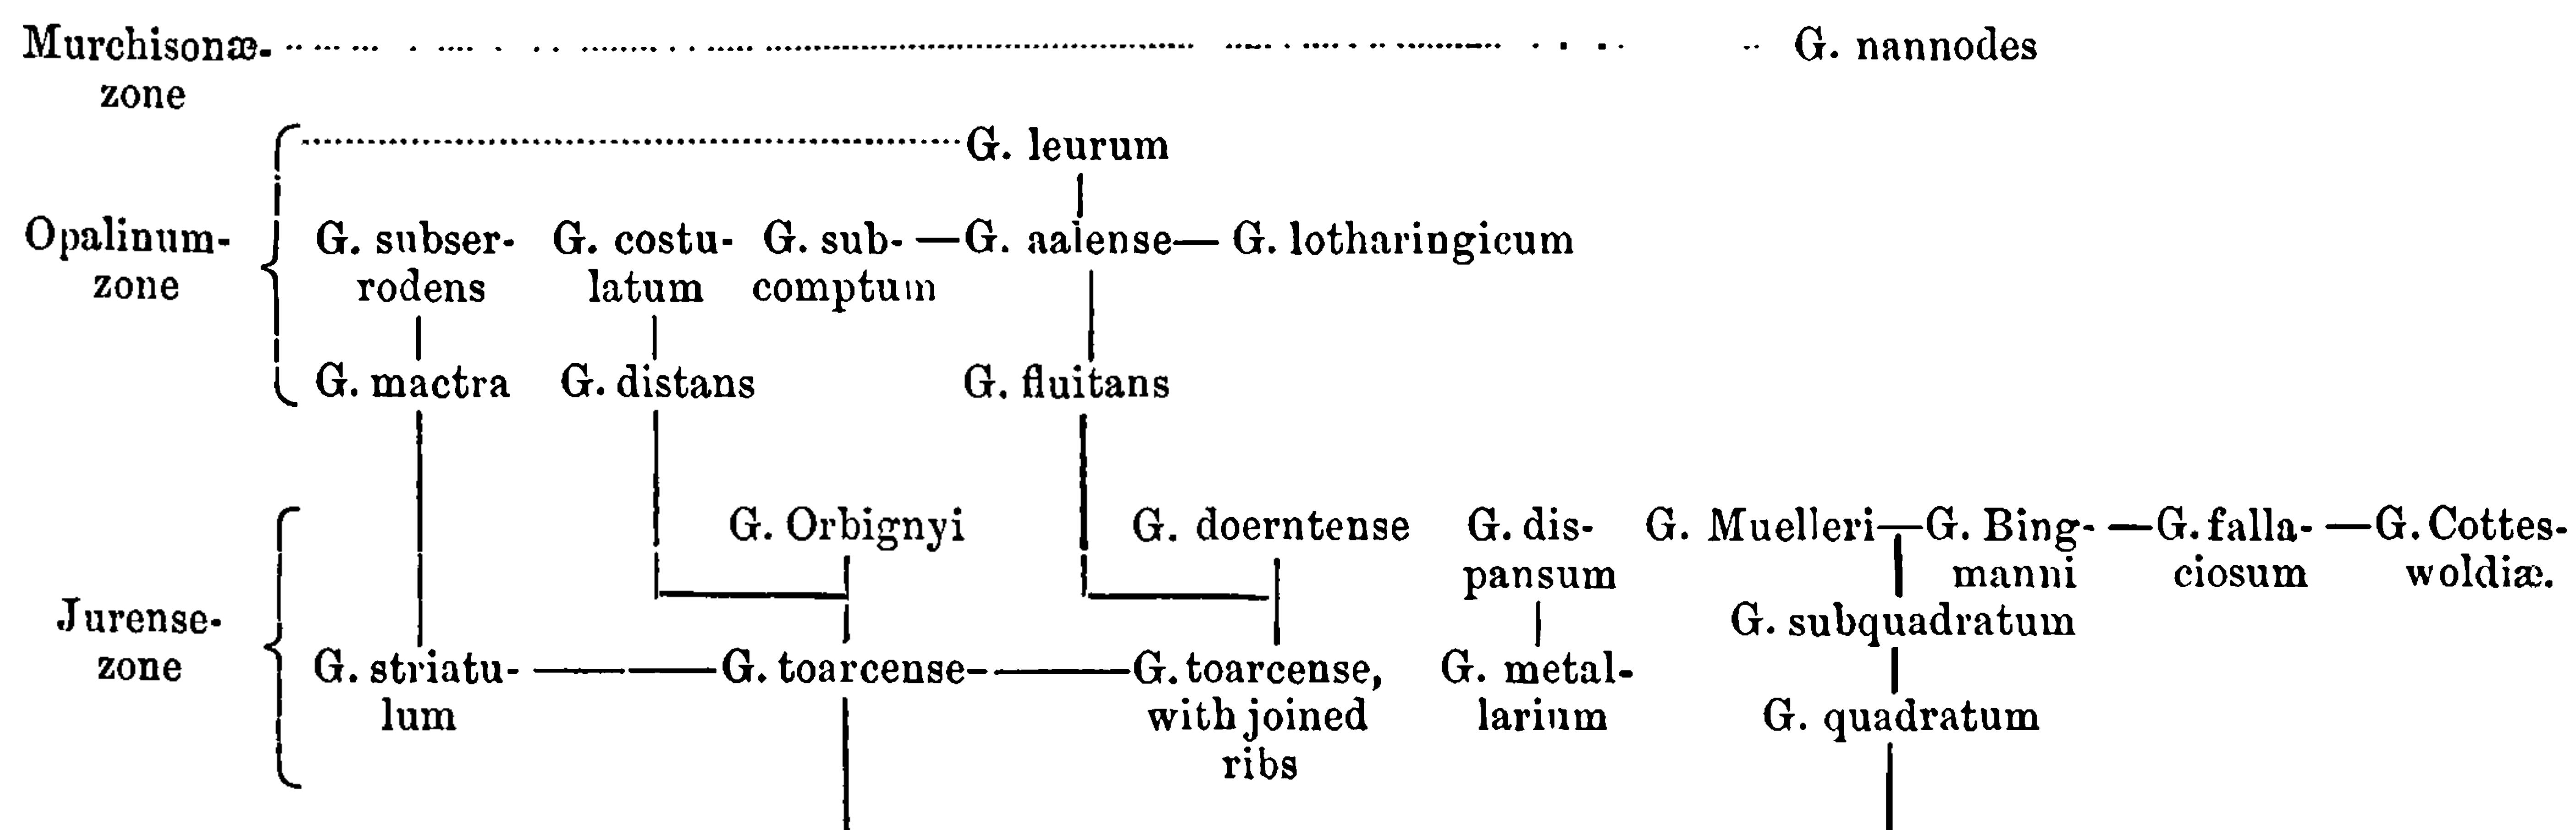 Murchisonæ- G. nannodes
zone
G. leurum
Opalinum- G. subser- G. costu- G. sub- —G. aalense— G. lotharingicum
zone rodens latum comptum
G. mactra G. distans G. fluitans
G. Orbignyi G. doerntense G. dis- G. Muelleri—G. Bing- —G. falla- —G. Cottes-
pansum manni ciosum woldiæ.
Jurense- G. subquadratum
zone G. striatu- — —G. toarcense- —G. toarcense, G. metal-
lum with joined larium G. quadratum
ribs